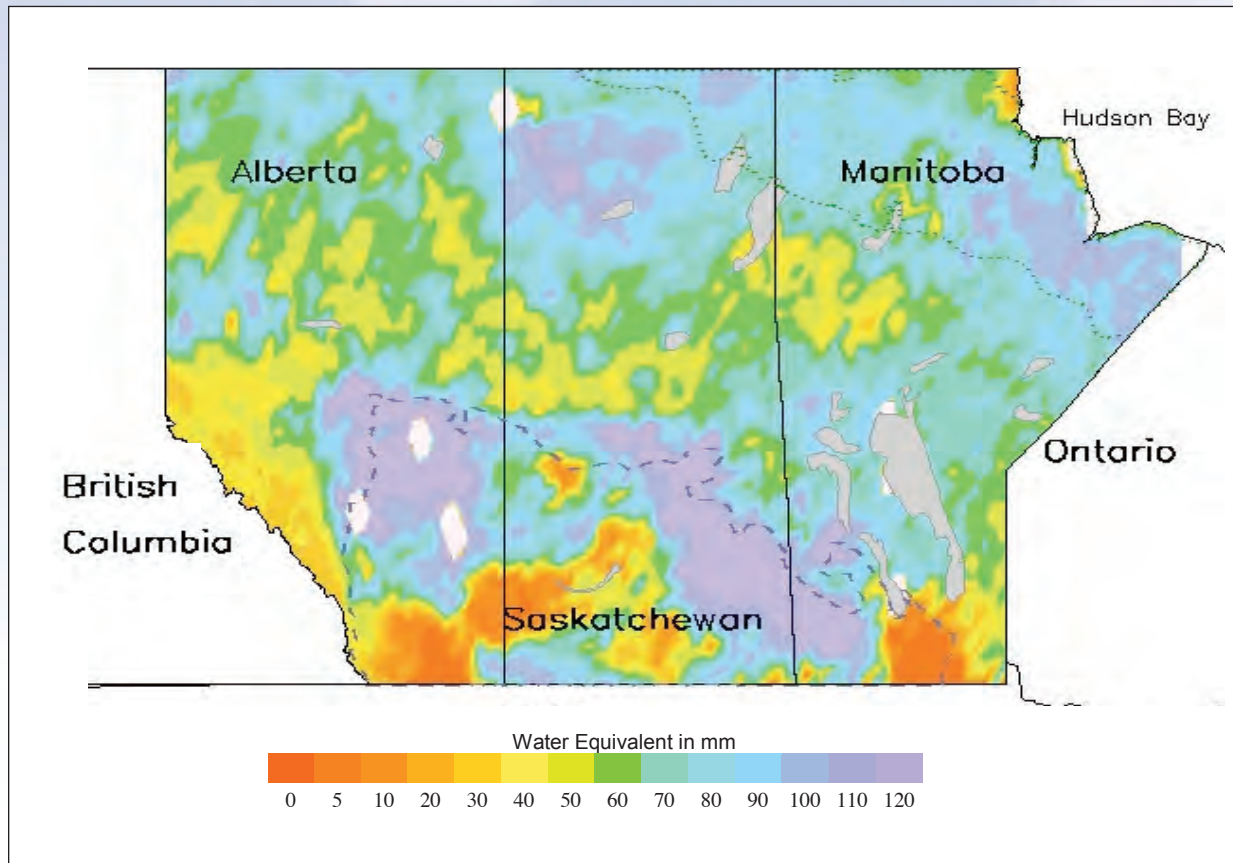 Hudson Bay
Alberta
Manitoba
Ontario
British
Columbia
Saskatchewan
Water Equivalent in mm
0 5 10 20 30 40 50 60 70 80 90 100 110 120